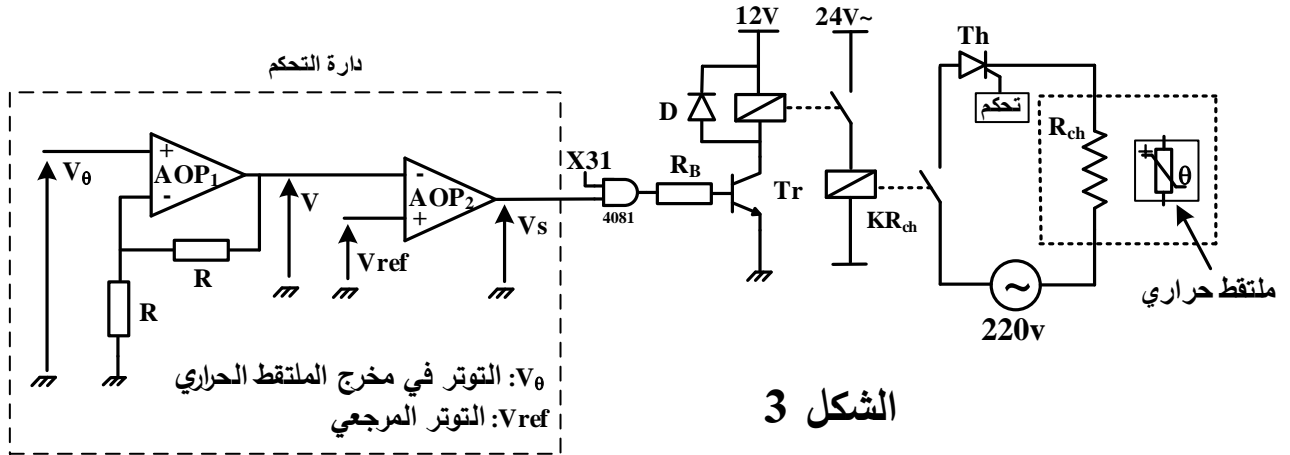 دارة التحكم
Vθ
+
-
AOP1
R
R
V
-
+
AOP2
Vref
Vs
X31
4081
RB
D
12V
Tr
24V~
KRch
Th
تحكم
Rch
+
θ
~
220v
ملتقط حراري
Vθ: التوتر في مخرج الملتقط الحراري
Vref: التوتر المرجعي
الشكل 3